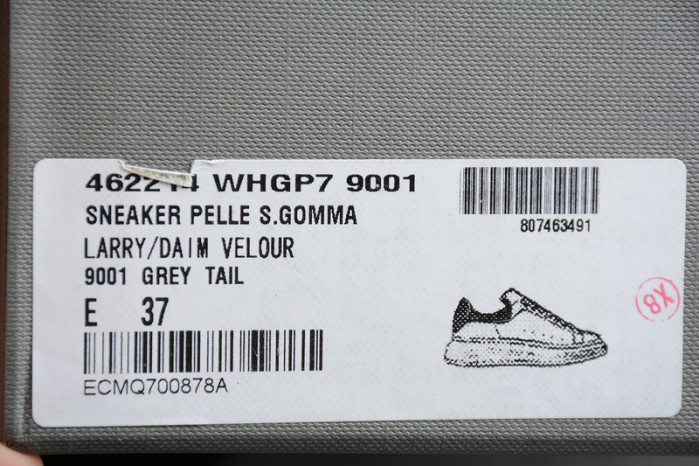 462214 WHGP7 9001
SNEAKER PELLE S.GOMMA
807463491
LARRY/DAIM VELOUR
9001 GREY TAIL
E 37
X8
ECMQ700878A